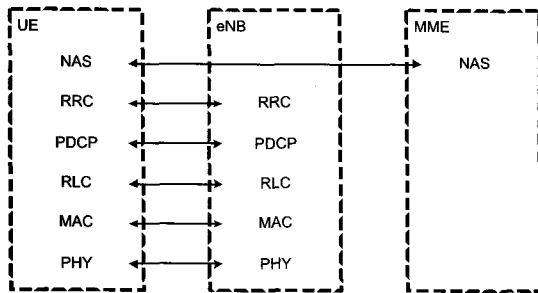 UE eNB MME
NAS NAS
RRC RRC
PDCP PDCP
RLC RLC
MAC MAC
PHY PHY